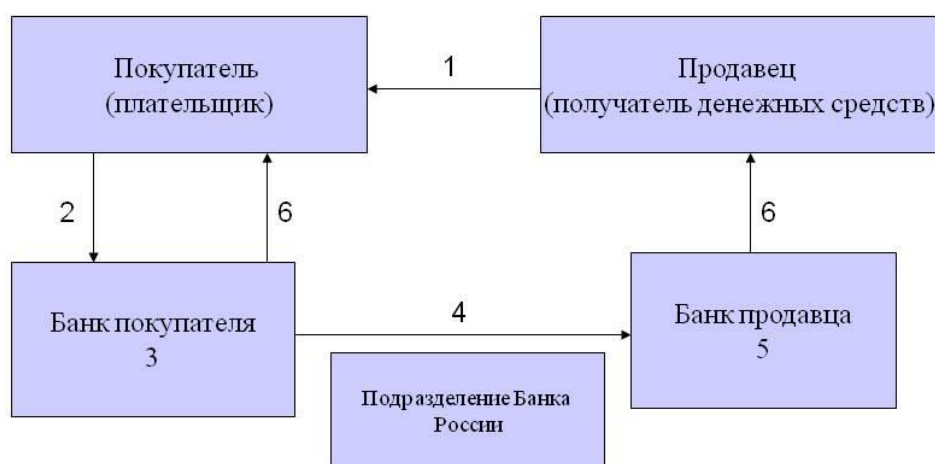 Покупатель
(плательщик)
1
Продавец
(получатель денежных средств)
2
6
6
Банк покупателя
3
4
Банк продавца
5
Подразделение Банка
России